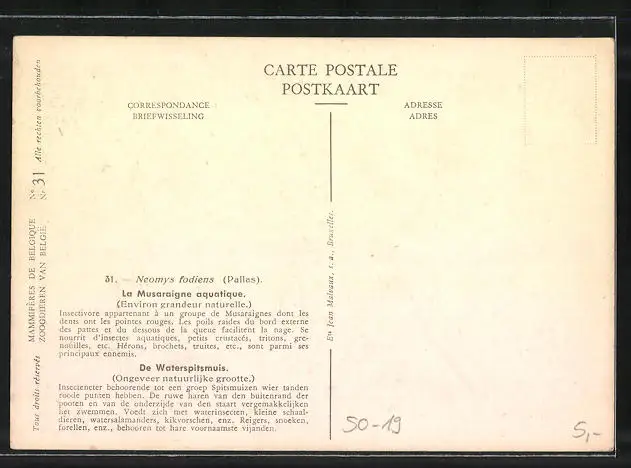 CARTE POSTALE
POSTKAART
CORRESPONDANCE
BRIEFWISSELING
ADRESSE
ADRES
31. — Neomys fodiens (Pallas).
La Musaraigne aquatique.
(Environ grandeur naturelle.)
Insectivore appartenant à un groupe de Musaraignes dont les
dents ont les pointes rouges. Les poils raides du bord externe
des pattes et du dessous de la queue facilitent la nage. Se
nourrit d'insectes aquatiques, petits crustacés, tritons, gre-
nouilles, etc. Hérons, brochets, truites, etc., sont parmi ses
principaux ennemis.
De Waterspitsmuis.
(Ongeveer natuurlijke grootte.)
Insecteneter behoorende tot een groep Spitsmuizen wier tanden
roode punten hebben. De ruwe haren van den buitenrand der
pooten en van de onderzijde van den staart vergemakkelijken
het zwemmen. Voedt zich met waterinsecten, kleine schaal-
dieren, watersalamanders, kikvorschen, enz. Reigers, snoeken,
forellen, enz., behooren tot hare voornaamste vijanden.
Tous droits réservés MAMMIFÈRES DE BELGIQUE N° 31 Alle rechten voorbehouden
ZOOGDIEREN VAN BELGIË Nr
Jean Malvaux, s. a., Bruxelles.
50-19
5,-